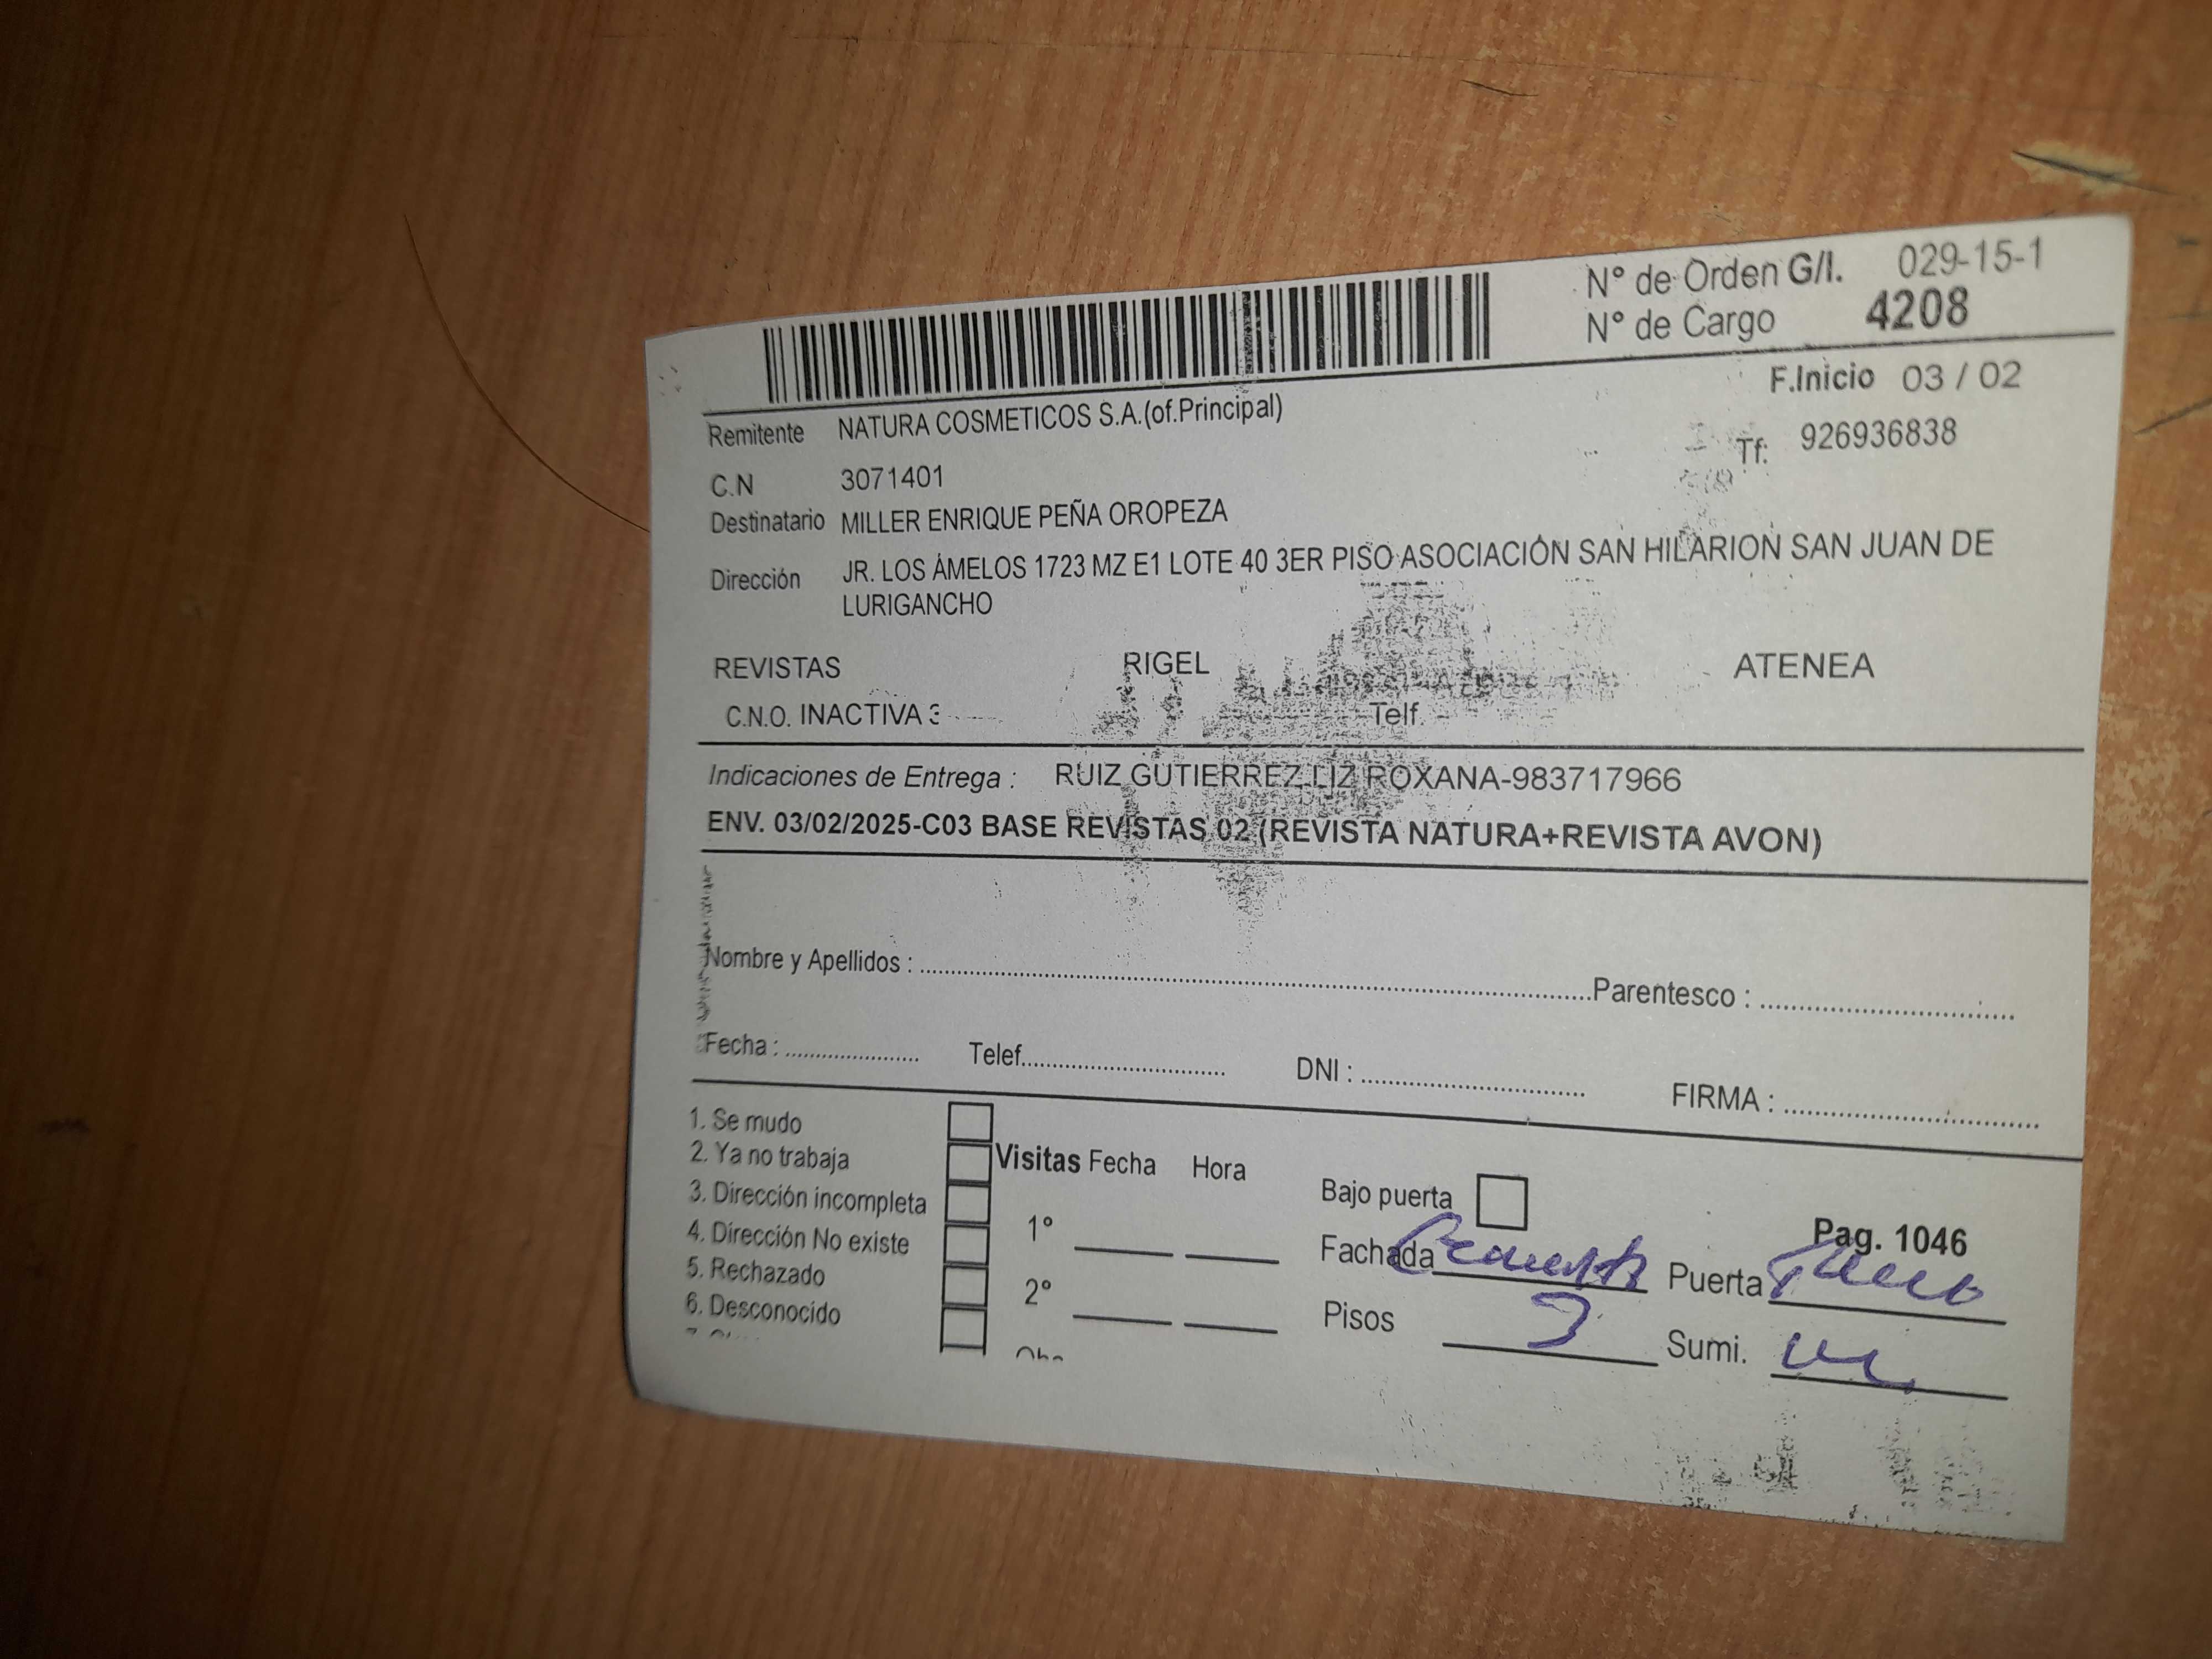 N° de Orden G/I. 029-15-1
N° de Cargo 4208
F.Inicio 03 / 02
Remitente NATURA COSMETICOS S.A.(of.Principal)
Tf: 926936838
C.N 3071401
Destinatario MILLER ENRIQUE PEÑA OROPEZA
Dirección JR. LOS ÁMELOS 1723 MZ E1 LOTE 40 3ER PISO ASOCIACIÓN SAN HILARION SAN JUAN DE
LURIGANCHO
REVISTAS RIGEL ATENEA
C.N.O. INACTIVA 3 Telf.
Indicaciones de Entrega : RUIZ GUTIERREZ LIZ ROXANA-983717966
ENV. 03/02/2025-C03 BASE REVISTAS 02 (REVISTA NATURA+REVISTA AVON)
Nombre y Apellidos : Parentesco :
Fecha : Telef. DNI : FIRMA :
1. Se mudo
2. Ya no trabaja
3. Dirección incompleta
4. Dirección No existe
5. Rechazado
6. Desconocido
Visitas Fecha Hora
1°
2°
Bajo puerta
Pag. 1046
Fachada Puerta
Pisos 3 Sumi.